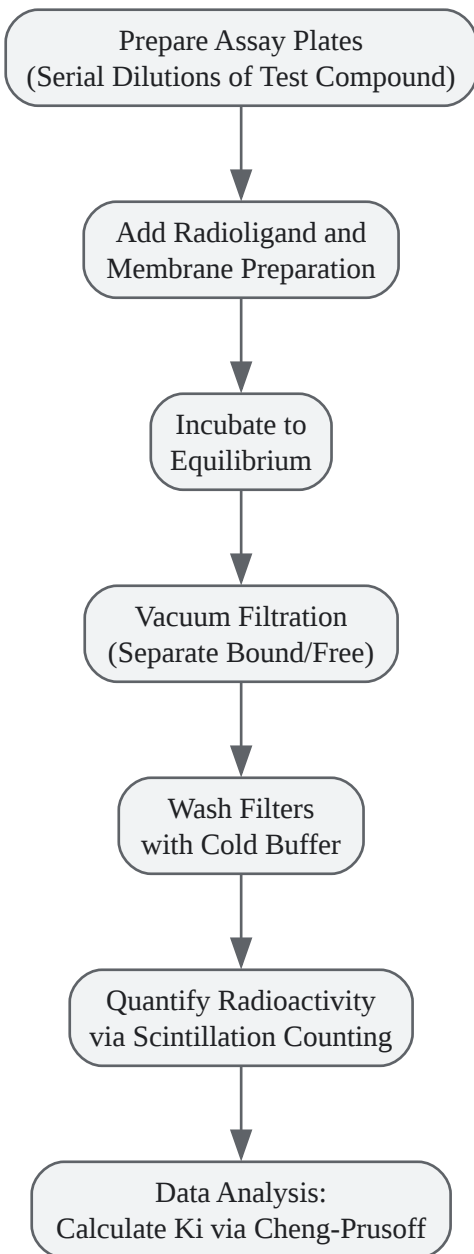 Prepare Assay Plates
(Serial Dilutions of Test Compound)
Add Radioligand and
Membrane Preparation
Incubate to
Equilibrium
Vacuum Filtration
(Separate Bound/Free)
Wash Filters
with Cold Buffer
Quantify Radioactivity
via Scintillation Counting
Data Analysis:
Calculate Ki via Cheng-Prusoff